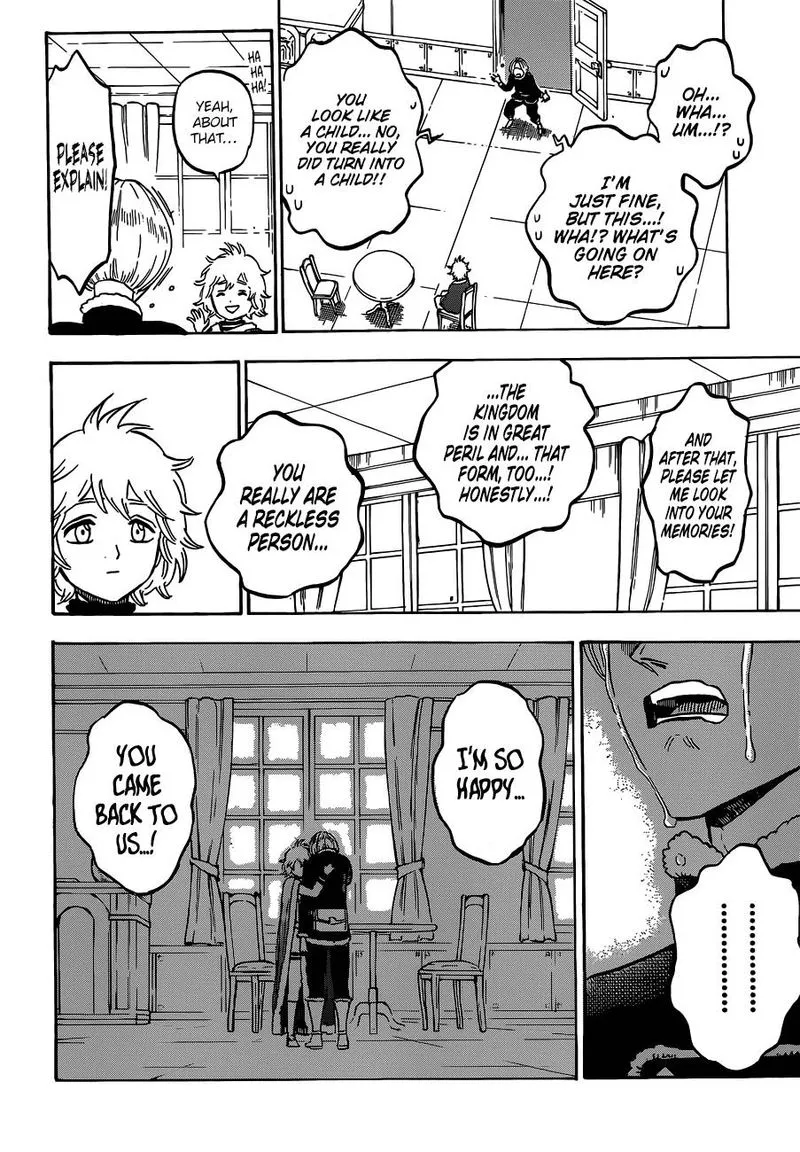 OH...
WHA...
UM...!?
I'M
JUST FINE,
BUT THIS...!
WHA!? WHAT'S
GOING ON
HERE?
YOU
LOOK LIKE
A CHILD... NO,
YOU REALLY
DID TURN INTO
A CHILD!!
HA
HA
HA!
YEAH,
ABOUT
THAT...
PLEASE
EXPLAIN!
AND
AFTER THAT,
PLEASE LET
ME LOOK
INTO YOUR
MEMORIES!
...THE
KINGDOM
IS IN GREAT
PERIL AND... THAT
FORM, TOO...!
HONESTLY...!
YOU
REALLY ARE
A RECKLESS
PERSON...
.........
.........
I'M SO
HAPPY...
YOU
CAME
BACK TO
US...!